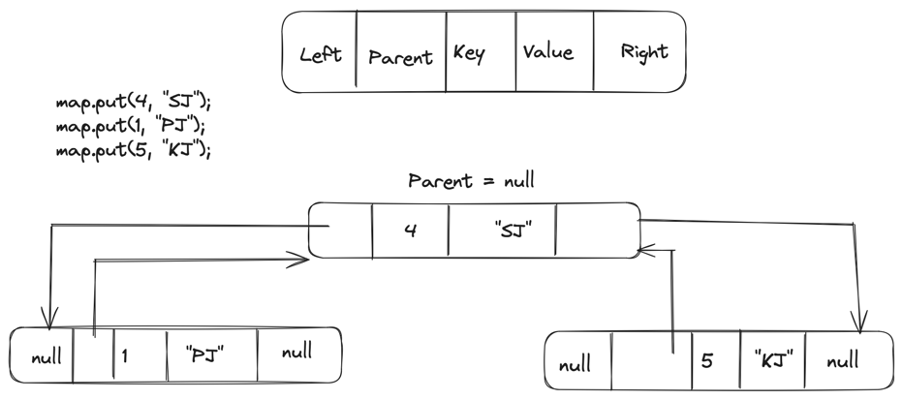 Left Parent Key Value Right
map.put(4, "SJ");
map.put(1, "PJ");
map.put(5, "KJ");
Parent = null
4 "SJ"
null 1 "PJ" null
null 5 "KJ" null